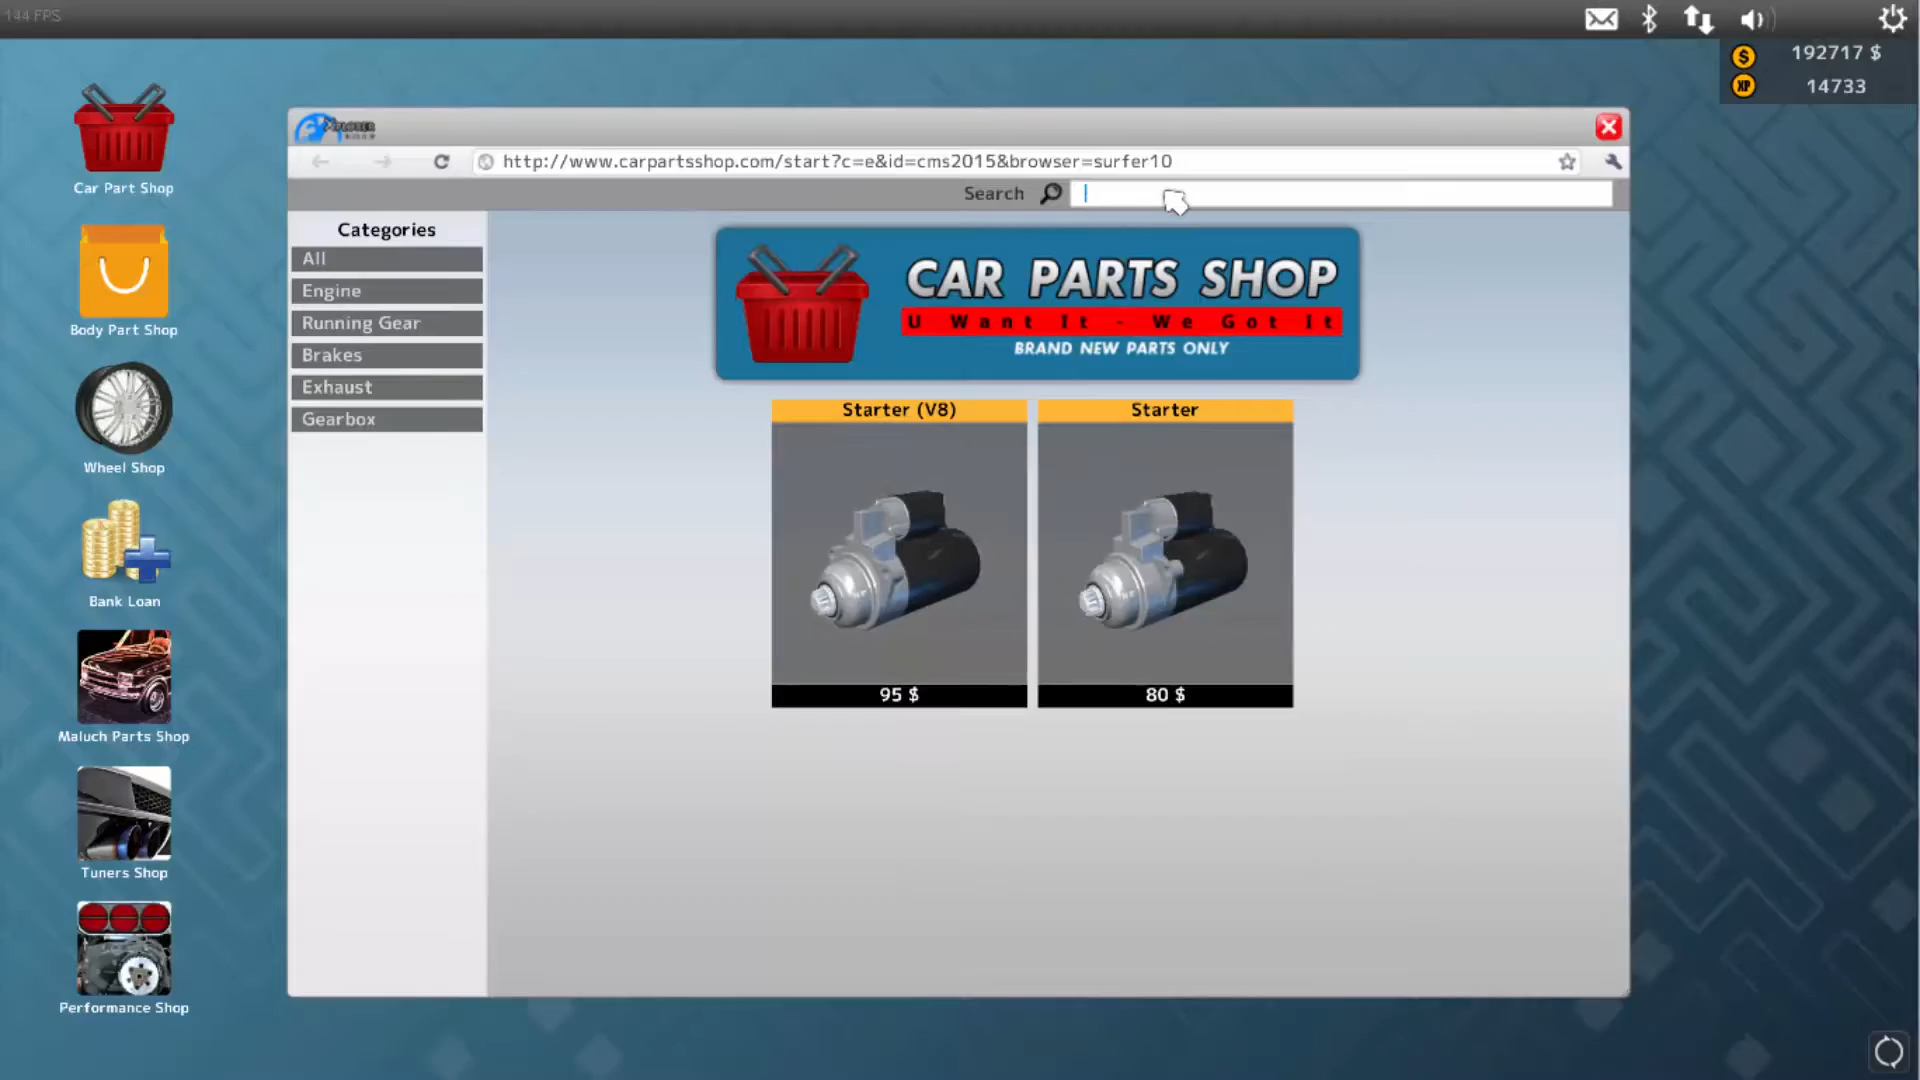 144 FPS
192717 $
XP 14733
Car Part Shop
Body Part Shop
Wheel Shop
Bank Loan
Maluch Parts Shop
Tuners Shop
Performance Shop
http://www.carpartsshop.com/start?c=e&id=cms2015&browser=surfer10
Search
Categories
All
Engine
Running Gear
Brakes
Exhaust
Gearbox
CAR PARTS SHOP
U Want It - We Got It
BRAND NEW PARTS ONLY
Starter (V8)
95 $
Starter
80 $